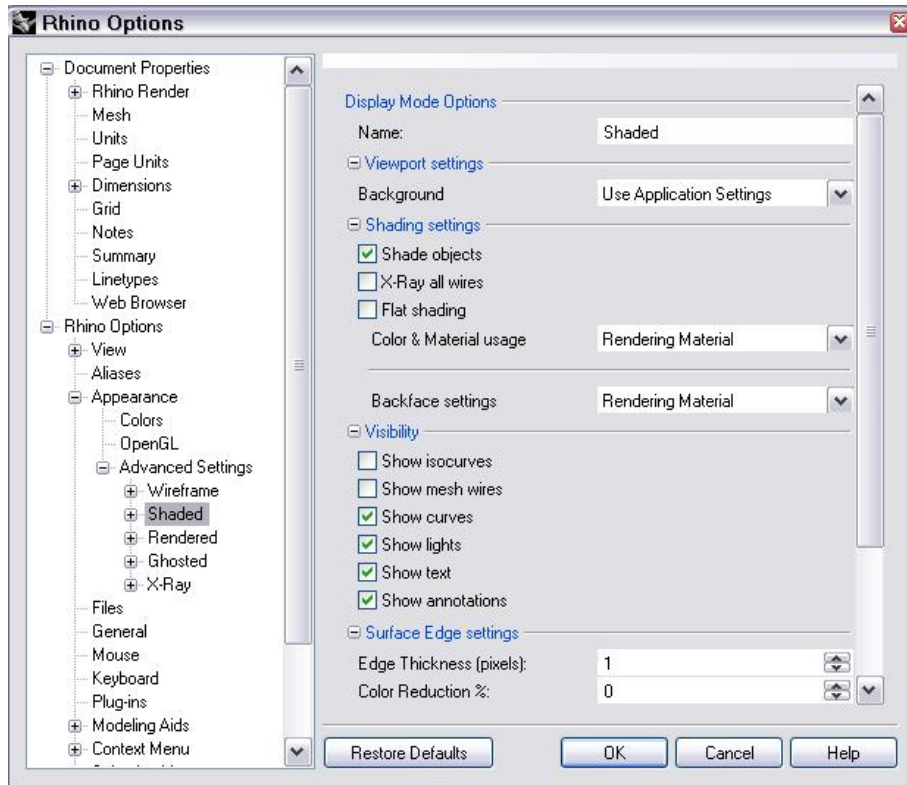 Rhino Options
Document Properties
Rhino Render
Mesh
Units
Page Units
Dimensions
Grid
Notes
Summary
Linetypes
Web Browser
Rhino Options
View
Aliases
Appearance
Colors
OpenGL
Advanced Settings
Wireframe
Shaded
Rendered
Ghosted
X-Ray
Files
General
Mouse
Keyboard
Plug-ins
Modeling Aids
Context Menu
Display Mode Options
Name: Shaded
Viewport settings
Background Use Application Settings
Shading settings
Shade objects
X-Ray all wires
Flat shading
Color & Material usage Rendering Material
Backface settings Rendering Material
Visibility
Show isocurves
Show mesh wires
Show curves
Show lights
Show text
Show annotations
Surface Edge settings
Edge Thickness (pixels): 1
Color Reduction %: 0
Restore Defaults OK Cancel Help